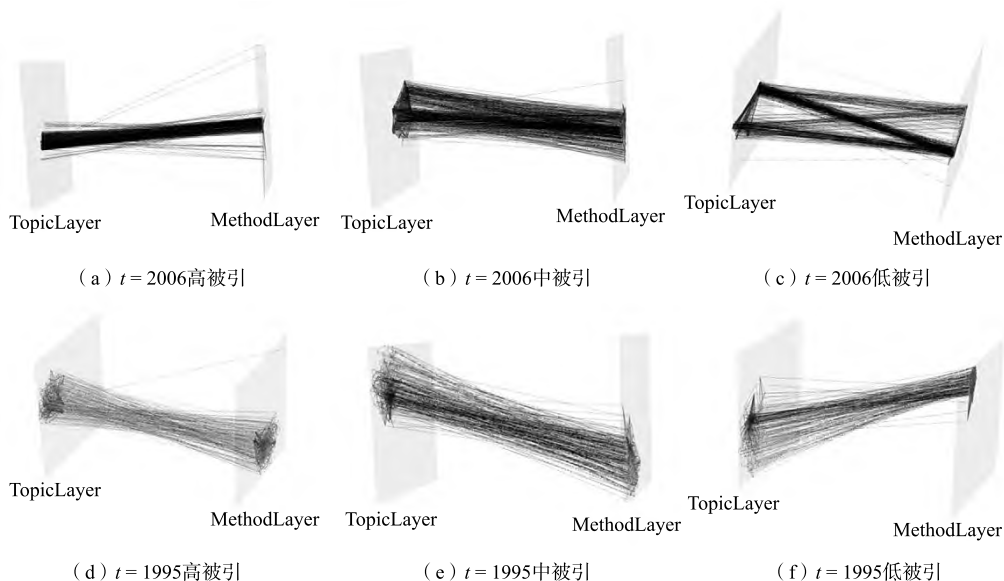 TopicLayer
MethodLayer
TopicLayer
MethodLayer
TopicLayer
MethodLayer
（a）t = 2006高被引
（b）t = 2006中被引
（c）t = 2006低被引
TopicLayer
MethodLayer
TopicLayer
MethodLayer
TopicLayer
MethodLayer
（d）t = 1995高被引
（e）t = 1995中被引
（f）t = 1995低被引